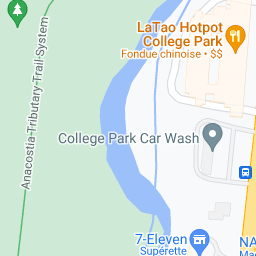 LaTao Hotpot
College Park
Fondue chinoise • $$
Anacostia-Tributary-Trail-System
College Park Car Wash
7-Eleven
Supérette